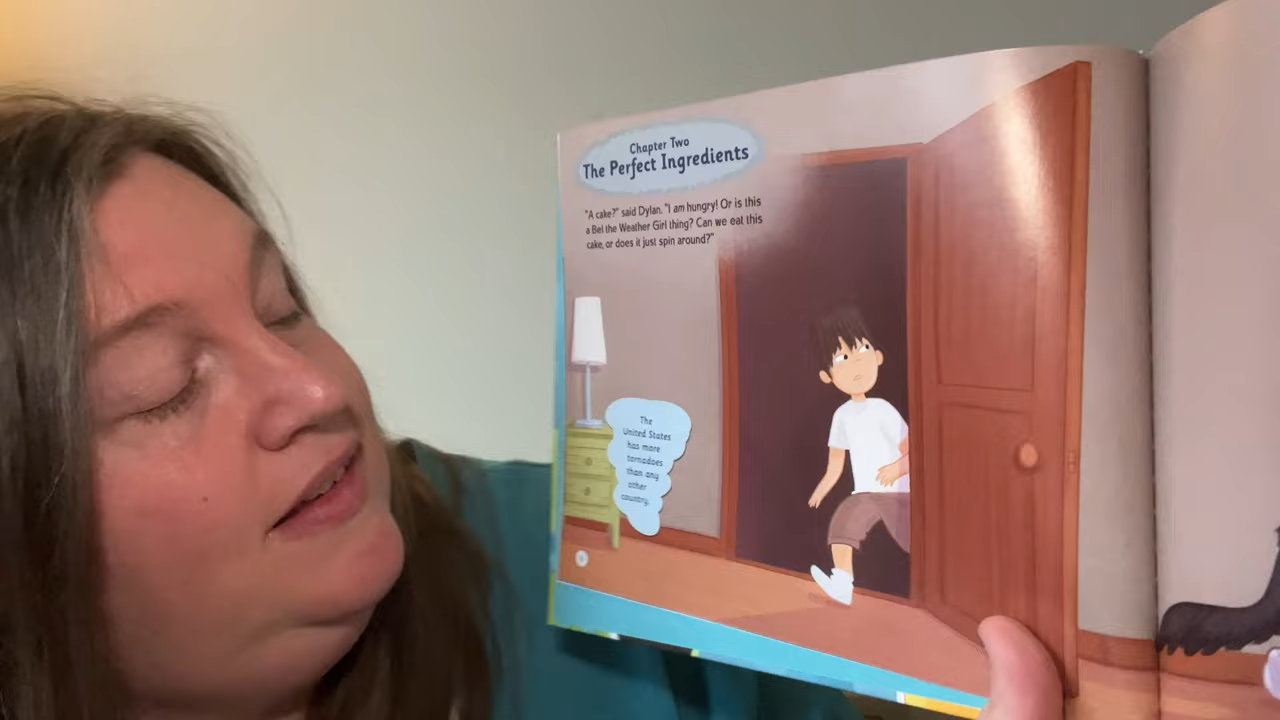 Chapter Two
The Perfect Ingredients
"A cake?" said Dylan. "I am hungry! Or is this
a Bel the Weather Girl thing? Can we eat this
cake, or does it just spin around?"
The
United States
has more
tornadoes
than any
other
country.